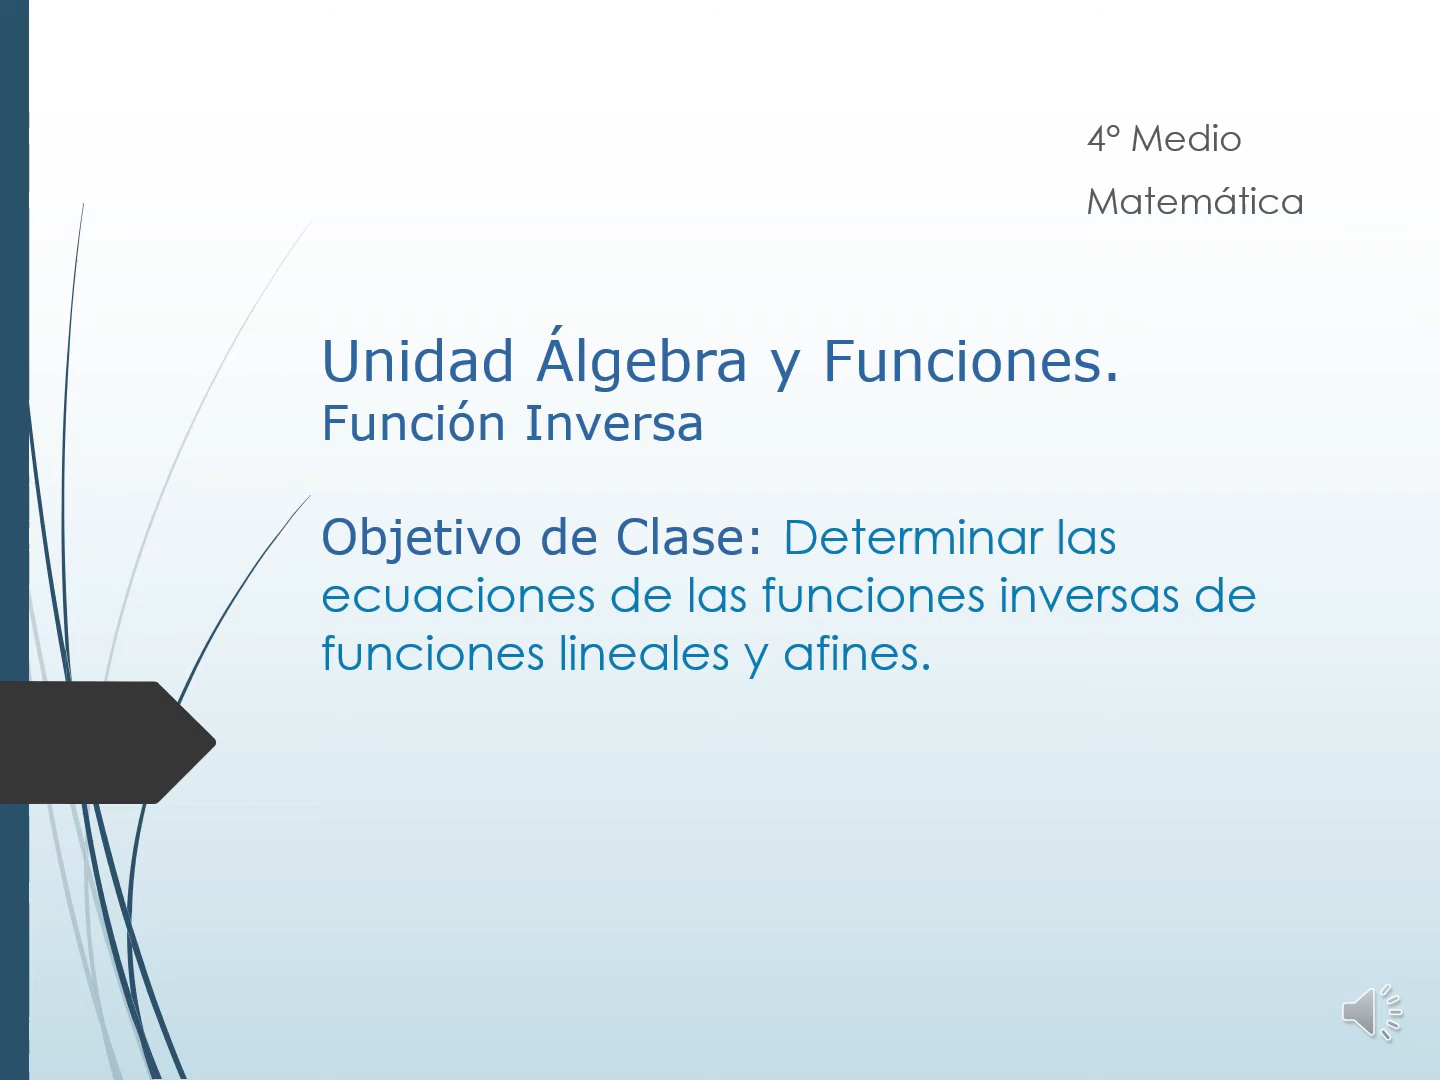 4° Medio
Matemática
Unidad Álgebra y Funciones.
Función Inversa
Objetivo de Clase: Determinar las
ecuaciones de las funciones inversas de
funciones lineales y afines.